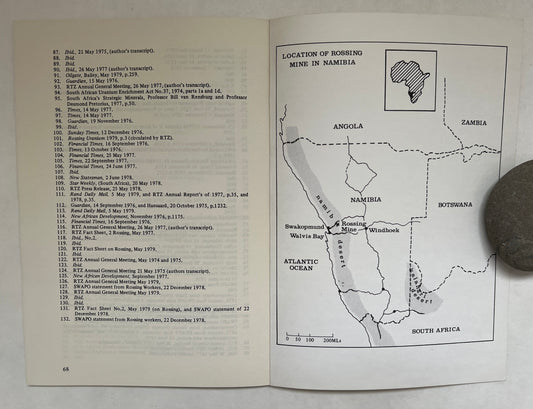 87. Ibid., 21 May 1975, (author's transcript).
88. Ibid.
89. Ibid.
90. Ibid., 26 May 1977 (author's transcript).
91. Odgate, Bailey, May 1979, p.259.
92. Guardian, 15 May 1976.
93. RTZ Annual General Meeting, 26 May 1977, (author's transcript).
94. South African Uranium Enrichment Act No.37, 1974, parts 1a and 1d.
95. South Africa's Strategic Minerals, Professor Bill van Rensburg and Professor
Desmond Pretorius, 1977, p.50.
96. Times, 14 May 1977.
97. Times, 14 May 1977.
98. Guardian, 19 November 1976.
99. Ibid.
100. Sunday Times, 12 December 1976.
101. Rossing Uranium 1979, p.3 (circulated by RTZ).
102. Financial Times, 16 September 1976.
103. Times, 13 October 1976.
104. Financial Times, 25 May 1977.
105. Times, 22 September 1977.
106. Financial Times, 24 June 1977.
107. Ibid.
108. New Statesman, 2 June 1978.
109. Star Weekly, (South Africa), 20 May 1978.
110. RTZ Press Release, 25 May 1978.
111. Rand Daily Mail, 5 May 1979, and RTZ Annual Report's of 1977, p.35, and
1978, p.35.
112. Guardian, 14 September 1976, and Hansaard, 20 October 1975, p.1232.
113. Rand Daily Mail, 5 May 1979.
114. New African Development, November 1976, p.1175.
115. Financial Times, 16 September 1976.
116. RTZ Annual General Meeting, 26 May 1977, (author's transcript).
117. RTZ Fact Sheet, 2 Rossing, May 1977.
118. Ibid., No.2.
119. Ibid.
120. RTZ Fact Sheet on Rossing, May 1979.
121. Ibid.
122. RTZ Annual General Meeting, May 1974 and 1975.
123. Ibid.
124. RTZ Annual General Meeting 21 May 1975 (authors transcript).
125. New African Development, September 1977.
126. RTZ Annual General Meeting May 1979.
127. SWAPO statement from Rossing Workers, 22 December 1978.
128. RTZ Annual General Meeting May 1979.
129. Ibid.
130. Ibid.
131. RTZ Fact Sheet No.2, May 1979 (on Rossing), and SWAPO statement of 22
December 1978.
132. SWAPO statement from Rossing workers, 22 December 1978.
68
LOCATION OF ROSSING
MINE IN NAMIBIA
ANGOLA
ZAMBIA
NAMIBIA
BOTSWANA
namib
Rossing
Mine
Swakopmund
Walvis Bay
Windhoek
desert
ATLANTIC
OCEAN
desert
SOUTH AFRICA
0 50 100 200MLs